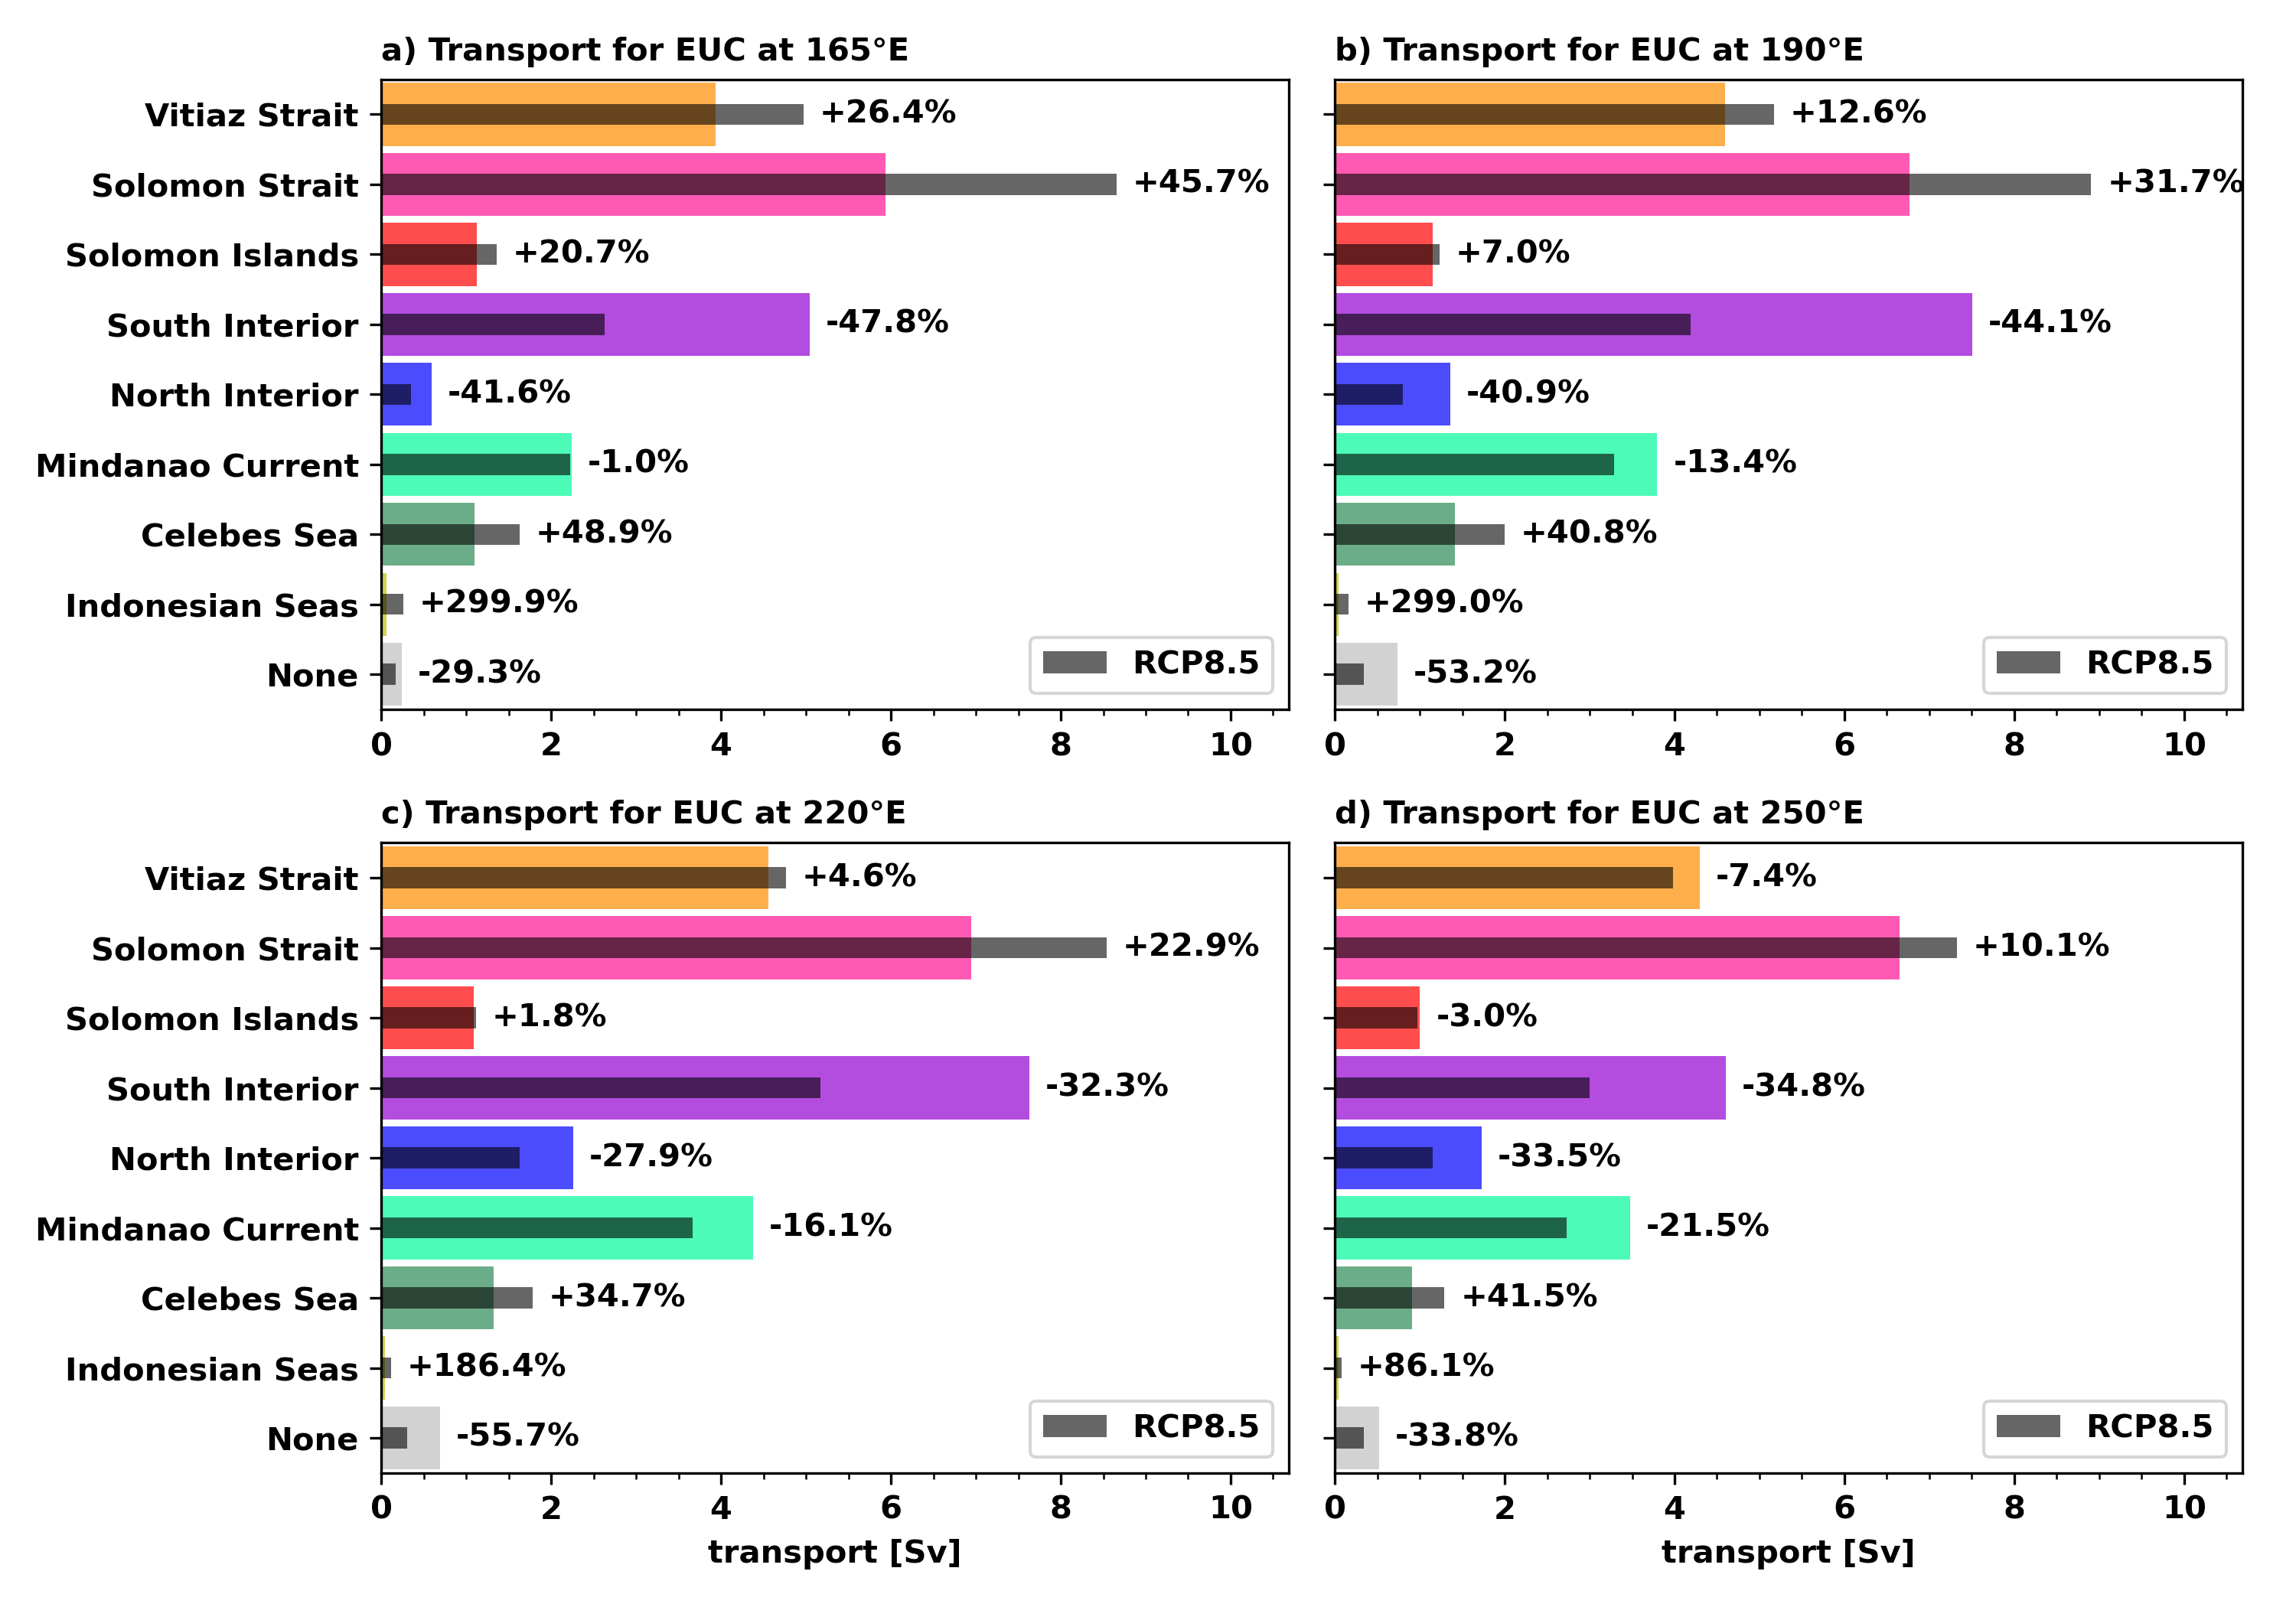 a) Transport for EUC at 165°E
Vitiaz Strait
+26.4%
Solomon Strait
+45.7%
Solomon Islands
+20.7%
South Interior
-47.8%
North Interior
-41.6%
Mindanao Current
-1.0%
Celebes Sea
+48.9%
Indonesian Seas
+299.9%
None
-29.3%
RCP8.5
0 2 4 6 8 10
b) Transport for EUC at 190°E
+12.6%
+31.7%
+7.0%
-44.1%
-40.9%
-13.4%
+40.8%
+299.0%
-53.2%
RCP8.5
0 2 4 6 8 10
c) Transport for EUC at 220°E
Vitiaz Strait
+4.6%
Solomon Strait
+22.9%
Solomon Islands
+1.8%
South Interior
-32.3%
North Interior
-27.9%
Mindanao Current
-16.1%
Celebes Sea
+34.7%
Indonesian Seas
+186.4%
None
-55.7%
RCP8.5
0 2 4 6 8 10
transport [Sv]
d) Transport for EUC at 250°E
-7.4%
+10.1%
-3.0%
-34.8%
-33.5%
-21.5%
+41.5%
+86.1%
-33.8%
RCP8.5
0 2 4 6 8 10
transport [Sv]